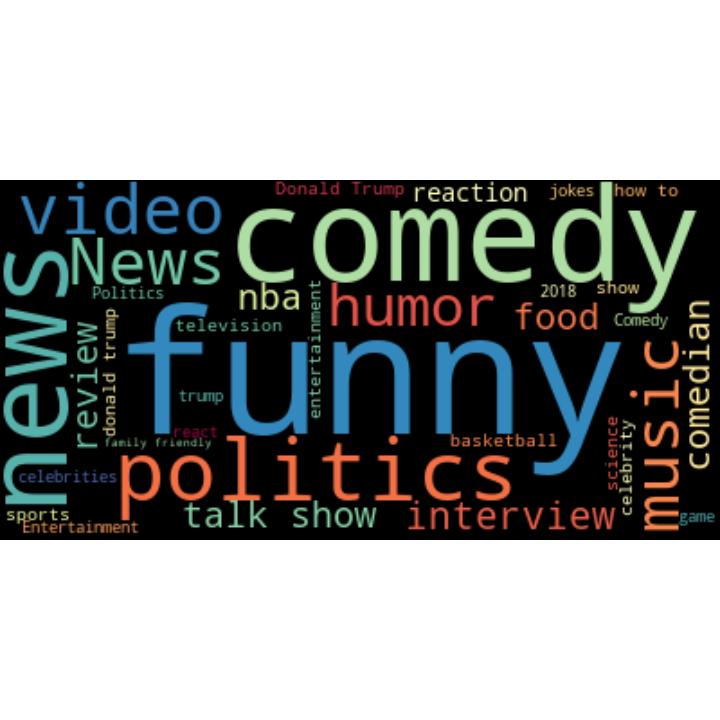 Donald Trump
reaction
jokes
how to
video
comedy
News
news
Politics
nba
humor
2018
show
food
Comedy
television
entertainment
funny
comedian
review
donald trump
trump
music
react
family friendly
basketball
politics
science
celebrity
celebrities
talk show
interview
sports
Entertainment
game